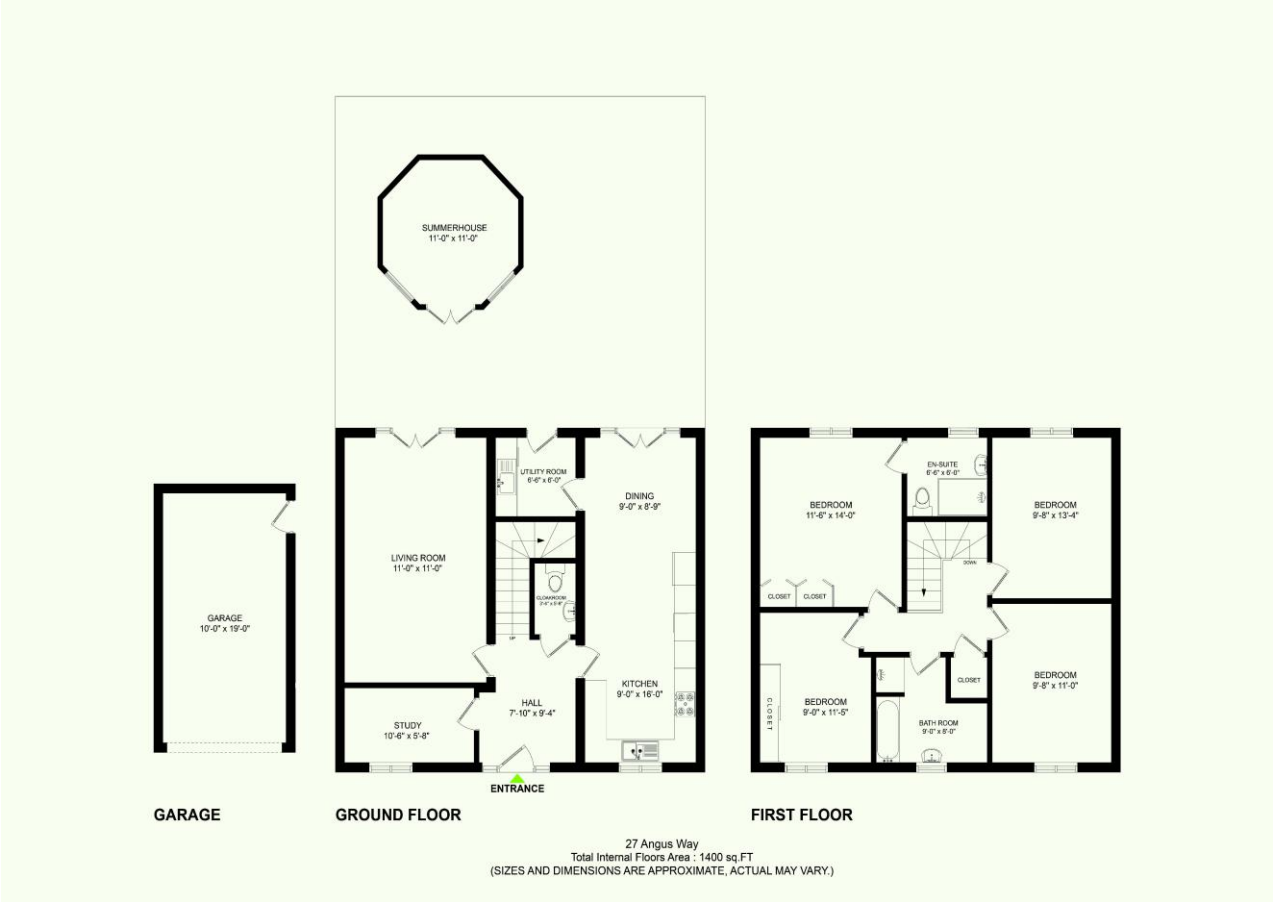 SUMMERHOUSE
11'-0" x 11'-0"
UTILITY ROOM
6'-6" x 6'-0"
DINING
9'-0" x 8'-9"
LIVING ROOM
11'-0" x 11'-0"
CLOAKROOM
UP
KITCHEN
9'-0" x 16'-0"
HALL
7'-10" x 9'-4"
STUDY
10'-6" x 5'-8"
ENTRANCE
GARAGE
10'-0" x 19'-0"
EN-SUITE
6'-6" x 6'-0"
BEDROOM
11'-6" x 14'-0"
BEDROOM
9'-8" x 13'-4"
DOWN
CLOSET
CLOSET
CLOSET
BEDROOM
9'-8" x 11'-0"
BEDROOM
9'-0" x 11'-5"
CLOSET
BATH ROOM
9'-0" x 8'-0"
GARAGE
GROUND FLOOR
FIRST FLOOR
27 Angus Way
Total Internal Floors Area : 1400 sq.FT
(SIZES AND DIMENSIONS ARE APPROXIMATE, ACTUAL MAY VARY.)